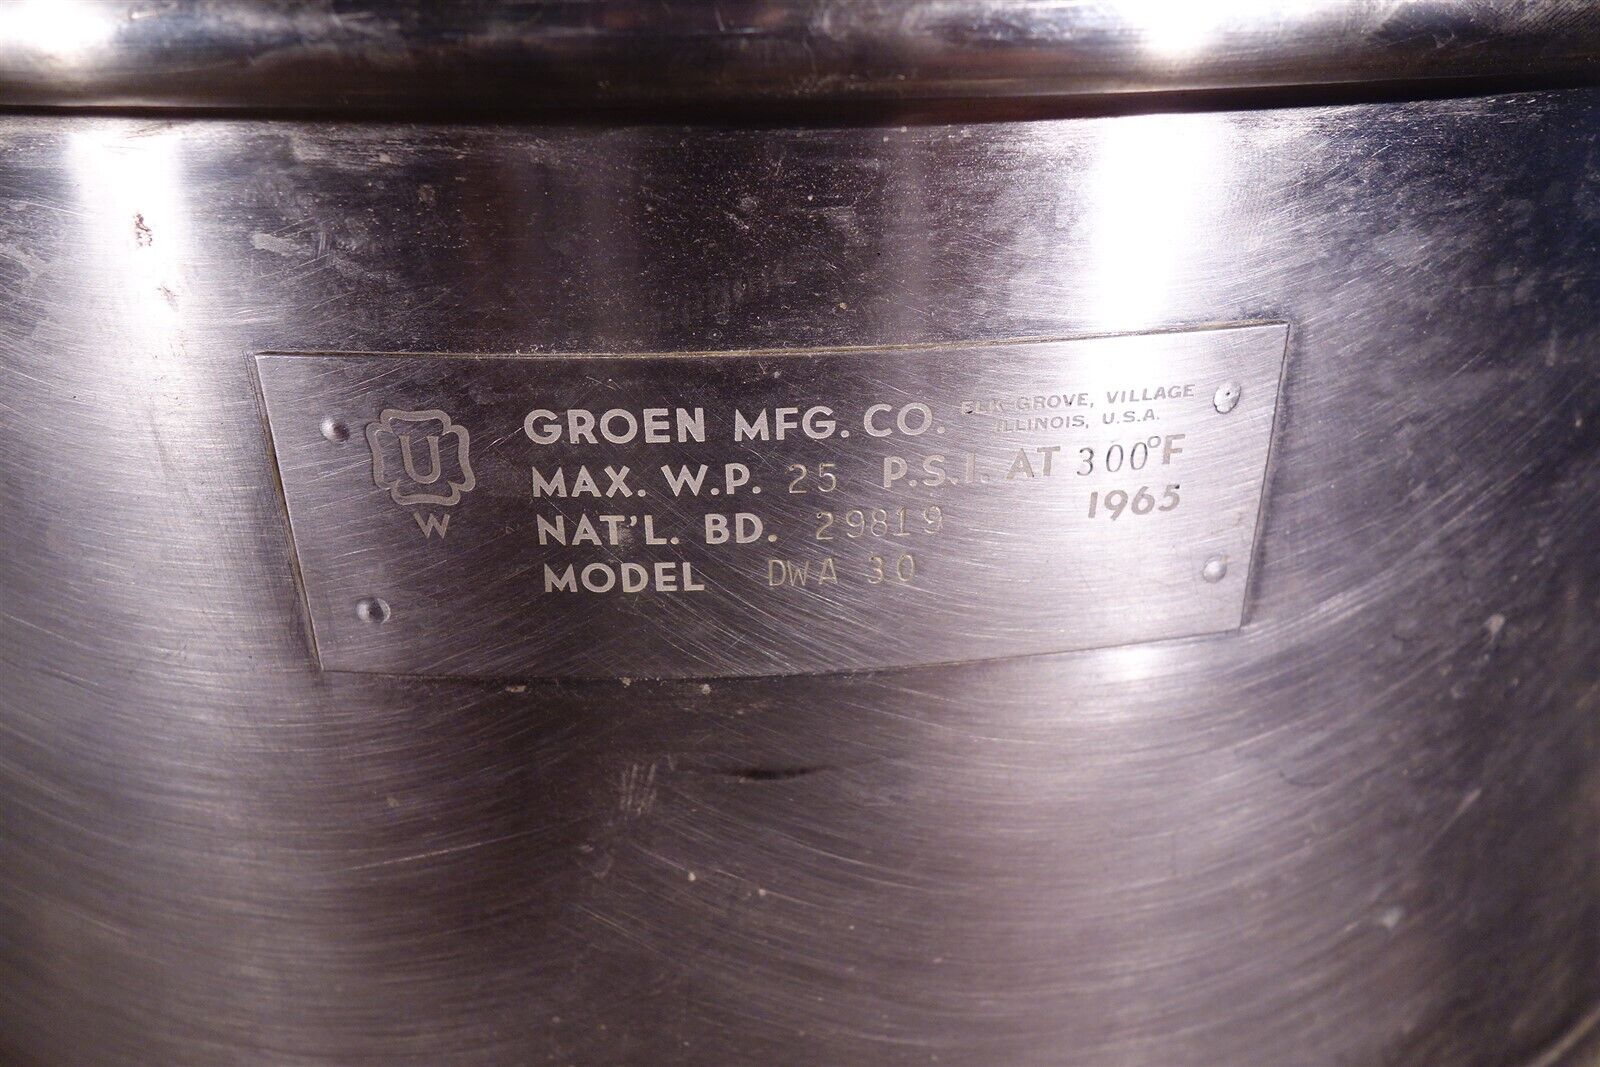 U
W
GROEN MFG. CO. ELK GROVE, VILLAGE
ILLINOIS, U.S.A.
MAX. W.P. 25 P.S.I. AT 300°F
NAT'L. BD. 29819 1965
MODEL DWA 30